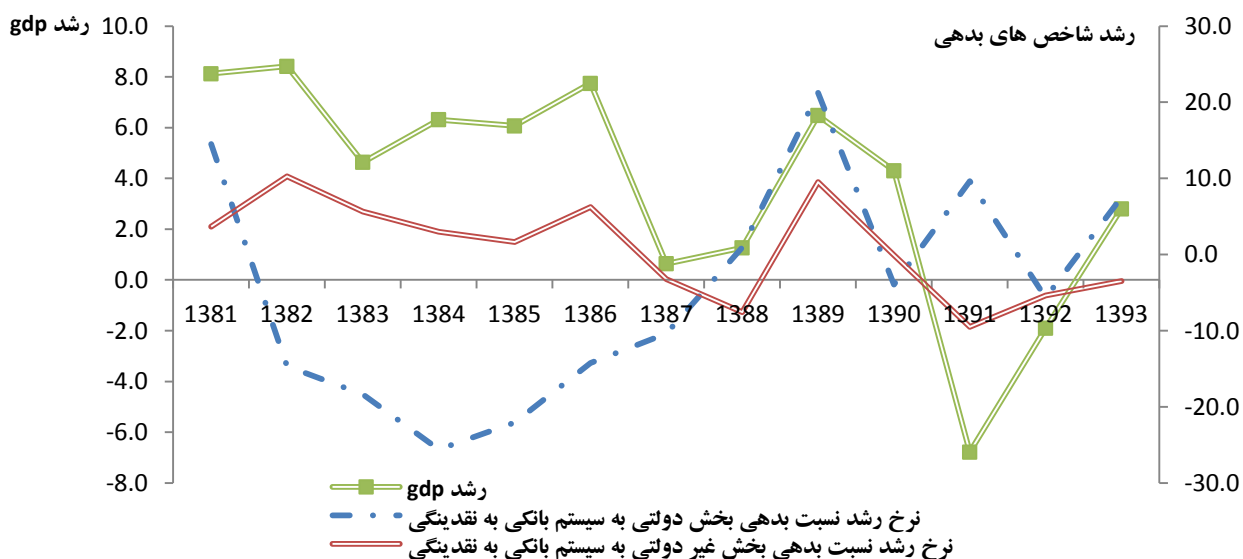 رشد gdp
رشد شاخص های بدهی
10.0
8.0
6.0
4.0
2.0
0.0
-2.0
-4.0
-6.0
-8.0
30.0
20.0
10.0
0.0
-10.0
-20.0
-30.0
1381 1382 1383 1384 1385 1386 1387 1388 1389 1390 1391 1392 1393
رشد gdp
نرخ رشد نسبت بدهی بخش دولتی به سیستم بانکی به نقدینگی
نرخ رشد نسبت بدهی بخش غیر دولتی به سیستم بانکی به نقدینگی